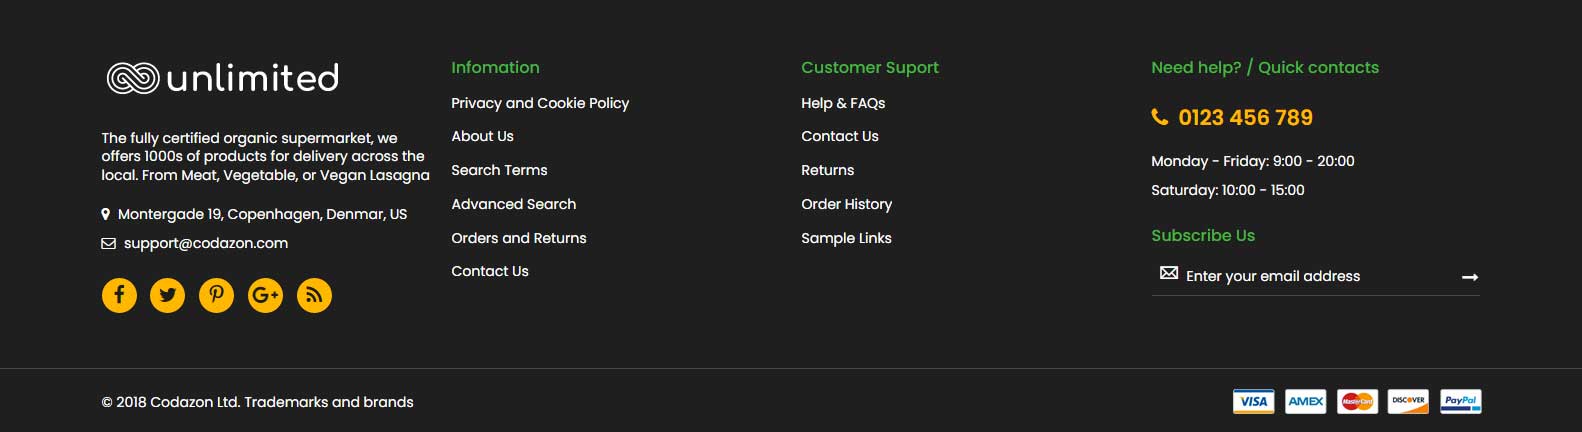 unlimited
The fully certified organic supermarket, we
offers 1000s of products for delivery across the
local. From Meat, Vegetable, or Vegan Lasagna
Montergade 19, Copenhagen, Denmar, US
support@codazon.com
Infomation
Privacy and Cookie Policy
About Us
Search Terms
Advanced Search
Orders and Returns
Contact Us
Customer Suport
Help & FAQs
Contact Us
Returns
Order History
Sample Links
Need help? / Quick contacts
0123 456 789
Monday - Friday: 9:00 - 20:00
Saturday: 10:00 - 15:00
Subscribe Us
Enter your email address
© 2018 Codazon Ltd. Trademarks and brands
VISA AMEX MasterCard DISCOVER PayPal